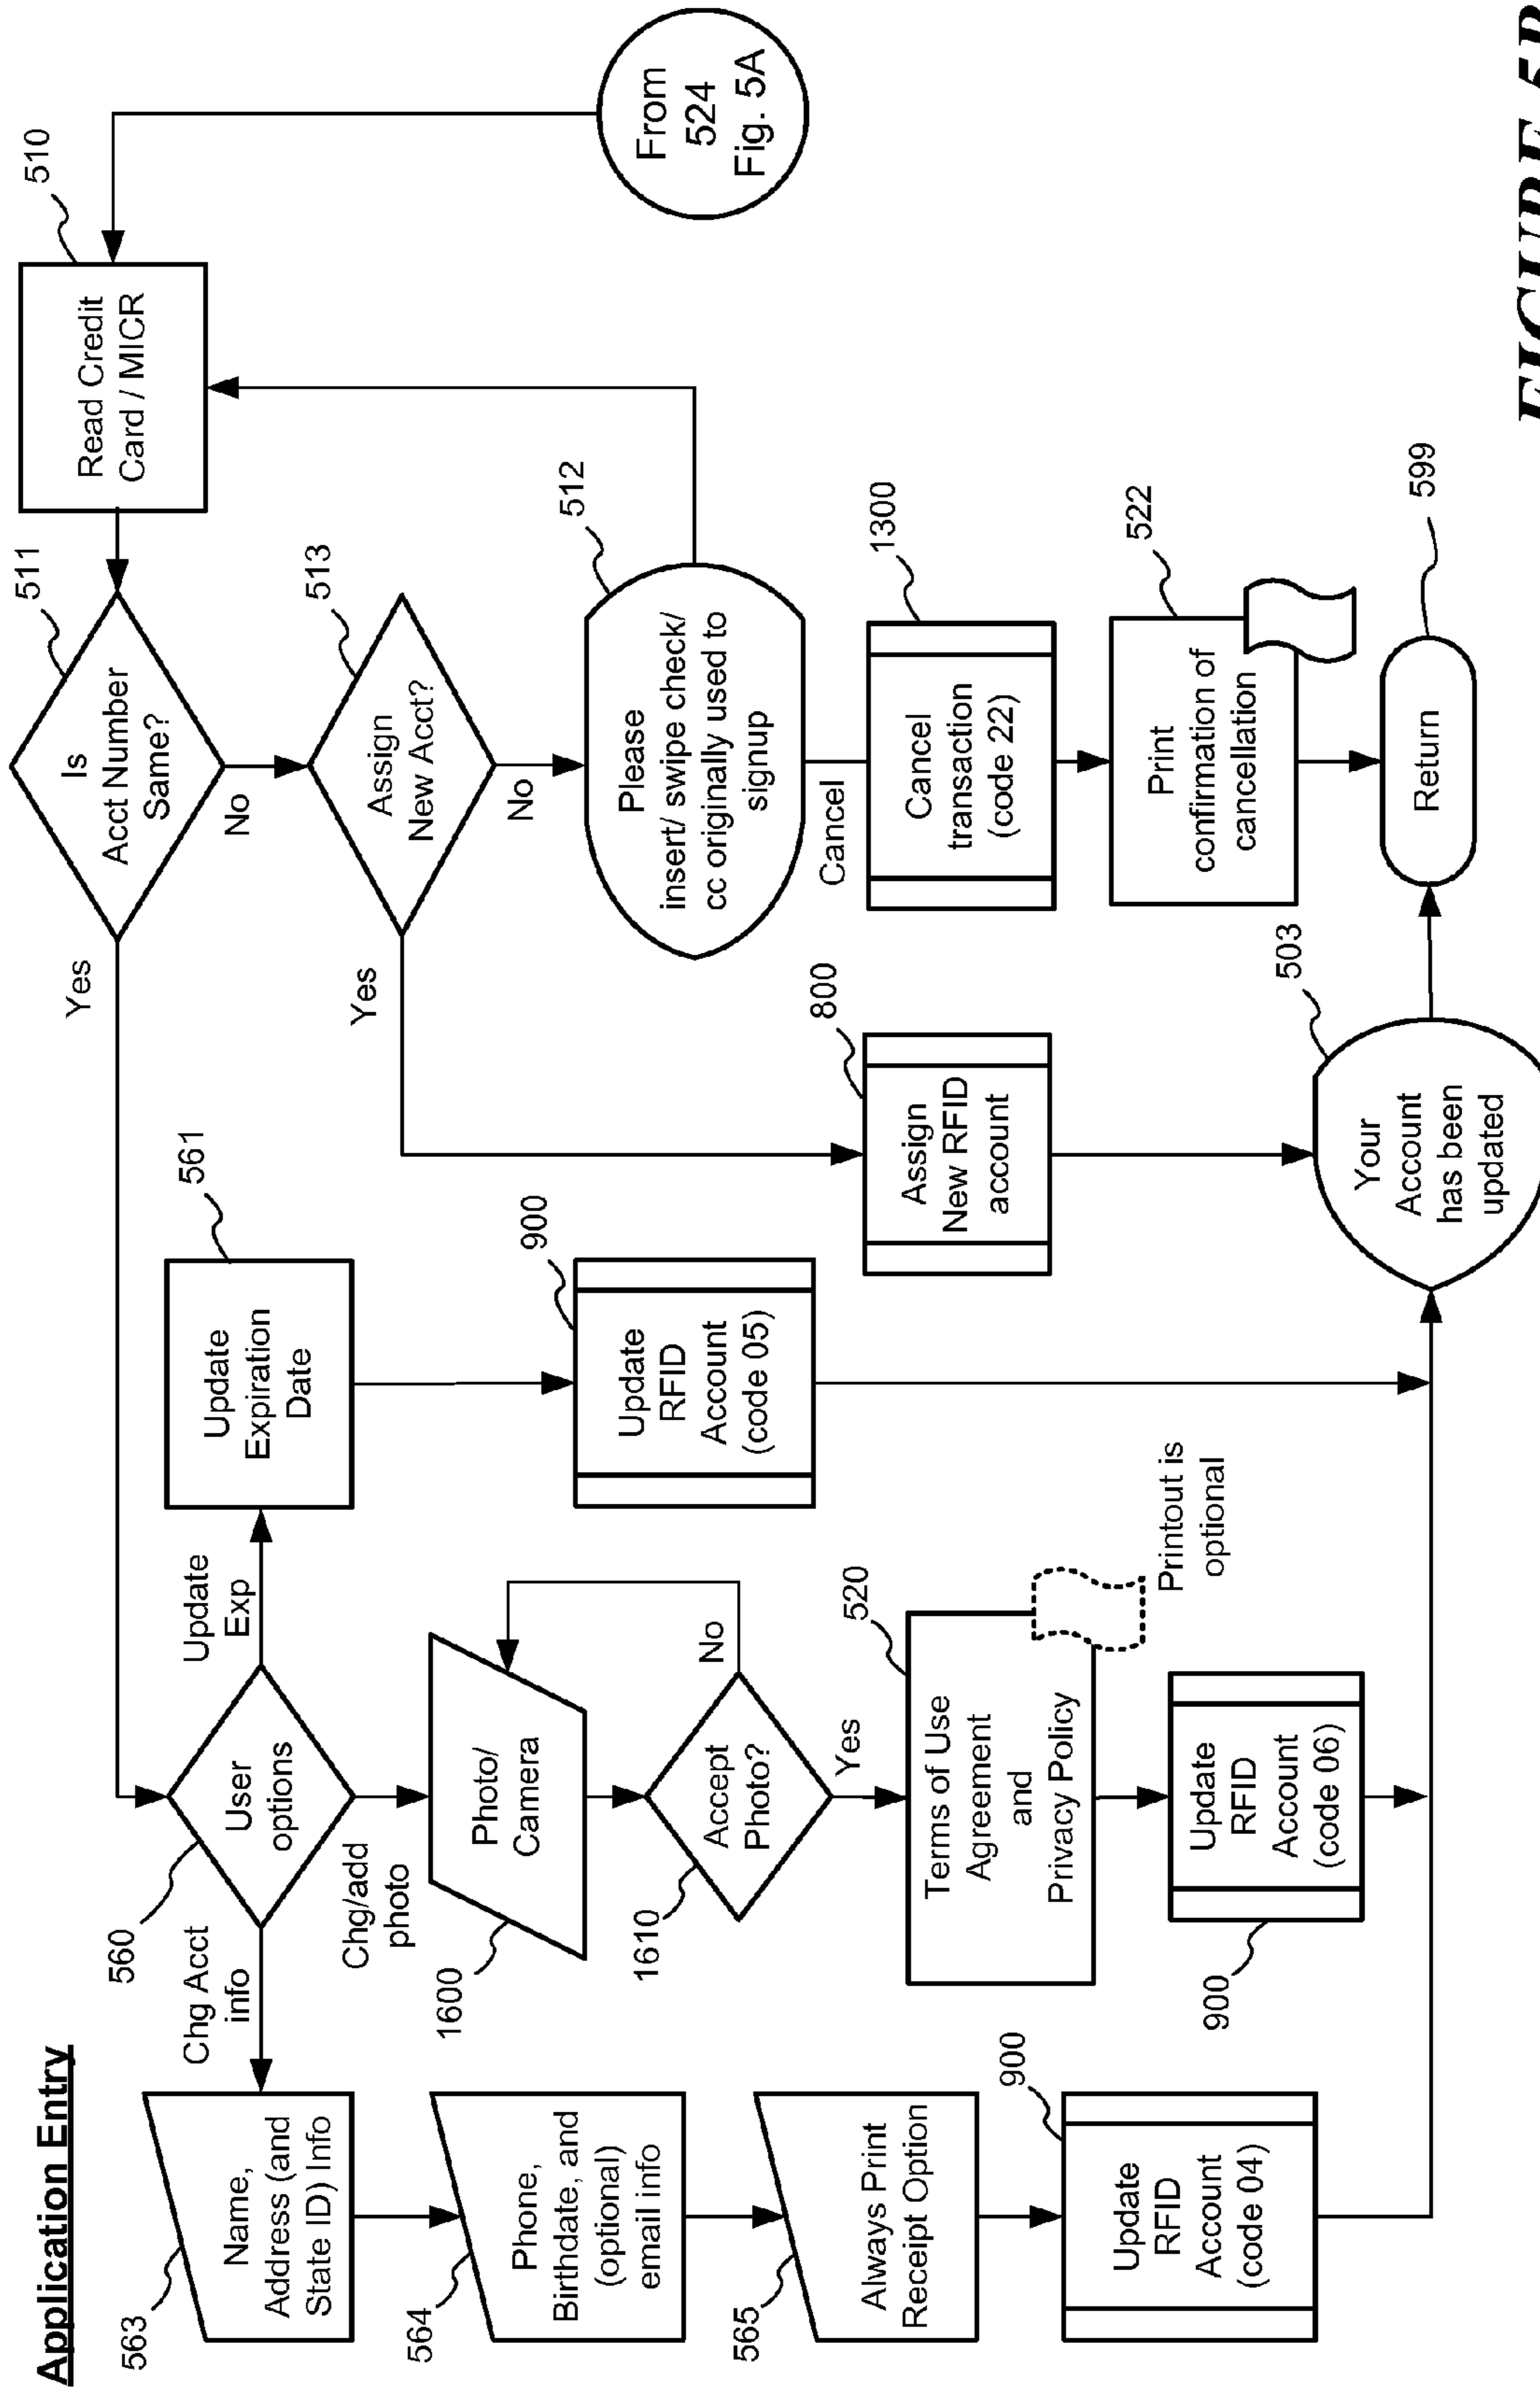 Application Entry
563
Name,
Address (and
State ID) Info
564
Phone,
Birthdate, and
(optional)
email info
565
Always Print
Receipt Option
900
Update
RFID
Account
(code 04)
Chg Acct
info
560
User
options
Chg/add
photo
1600
Photo/
Camera
1610
Accept
Photo?
No
Yes
520
Terms of Use
Agreement
and
Privacy Policy
Printout is
optional
900
Update
RFID
Account
(code 06)
Update
Exp
561
Update
Expiration
Date
900
Update
RFID
Account
(code 05)
Yes
511
Is
Acct Number
Same?
No
513
Assign
New Acct?
Yes
No
800
Assign
New RFID
account
503
Your
Account
has been
updated
512
Please
insert/ swipe check/
cc originally used to
signup
Cancel
1300
Cancel
transaction
(code 22)
522
Print
confirmation of
cancellation
599
Return
510
Read Credit
Card / MICR
From
524
Fig. 5A
FIGURE